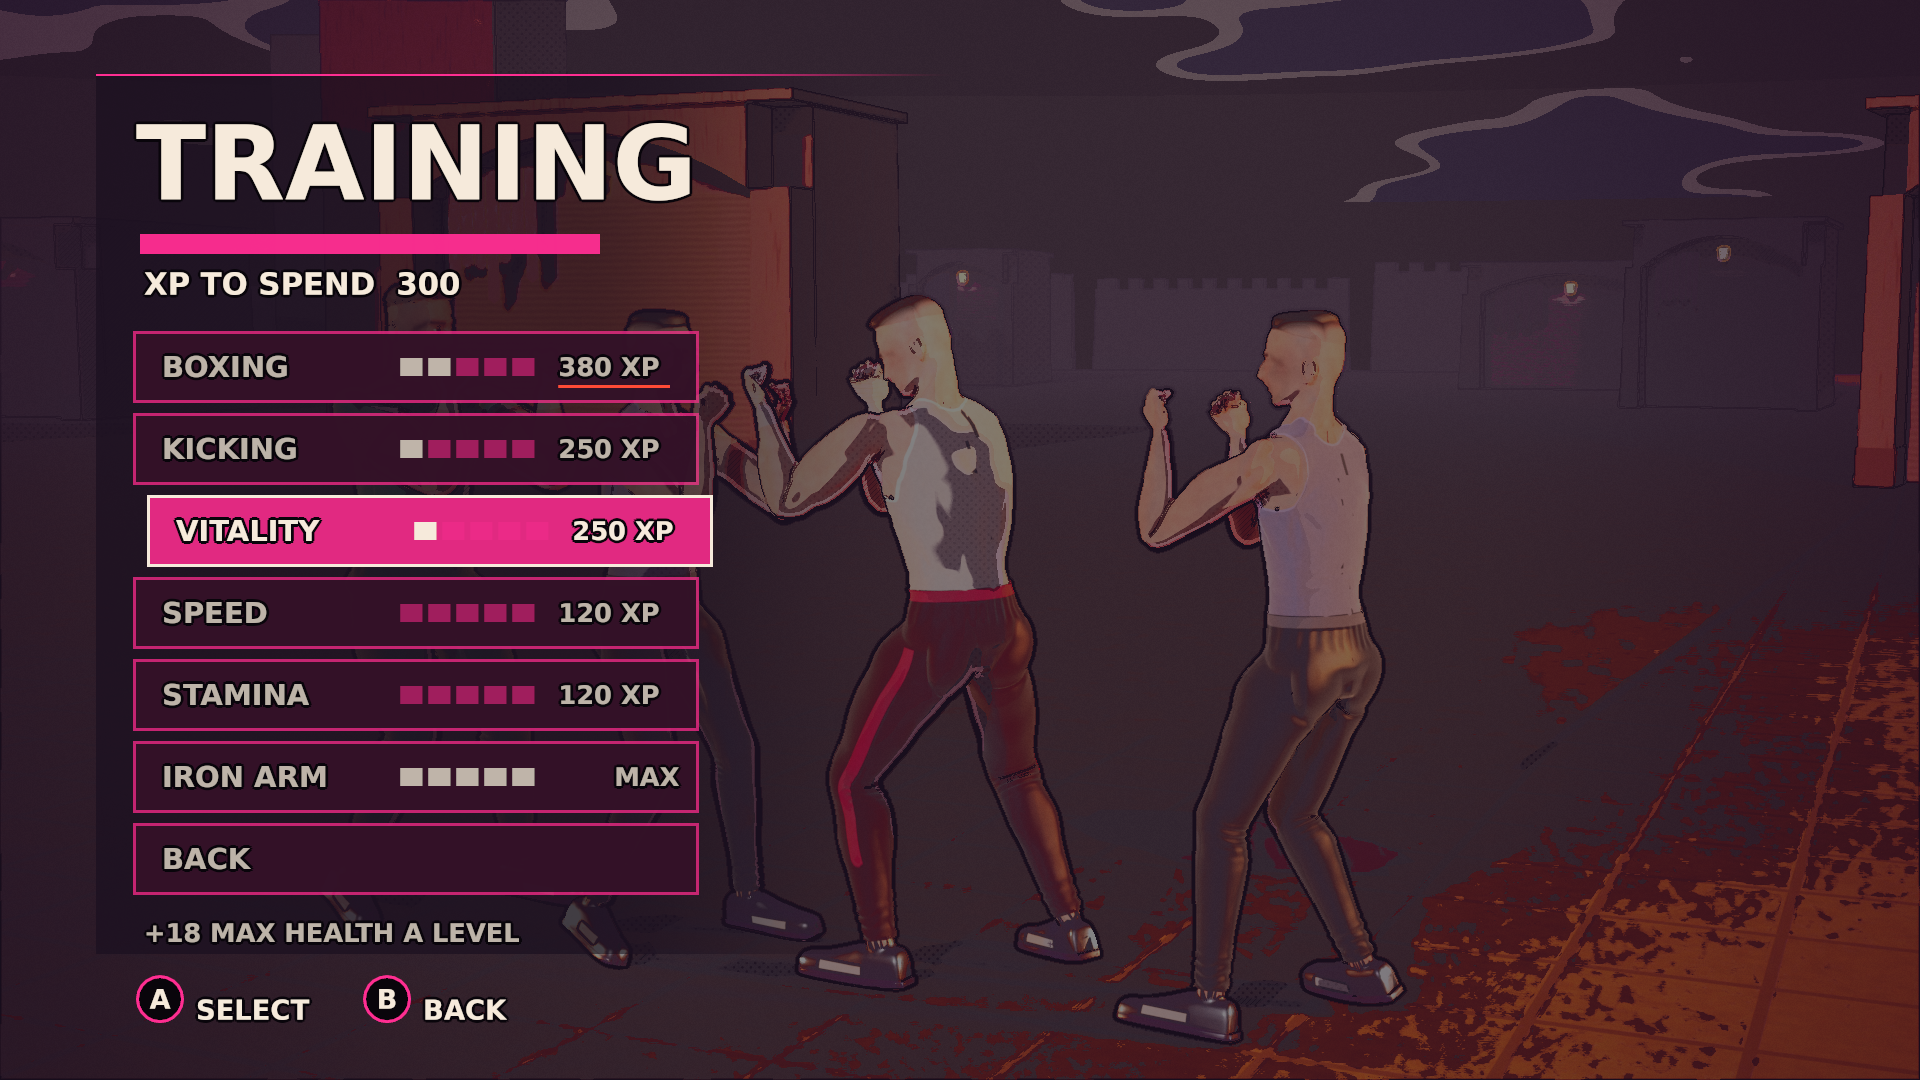 TRAINING
XP TO SPEND 300
BOXING 380 XP
KICKING 250 XP
VITALITY 250 XP
SPEED 120 XP
STAMINA 120 XP
IRON ARM MAX
BACK
+18 MAX HEALTH A LEVEL
A SELECT B BACK